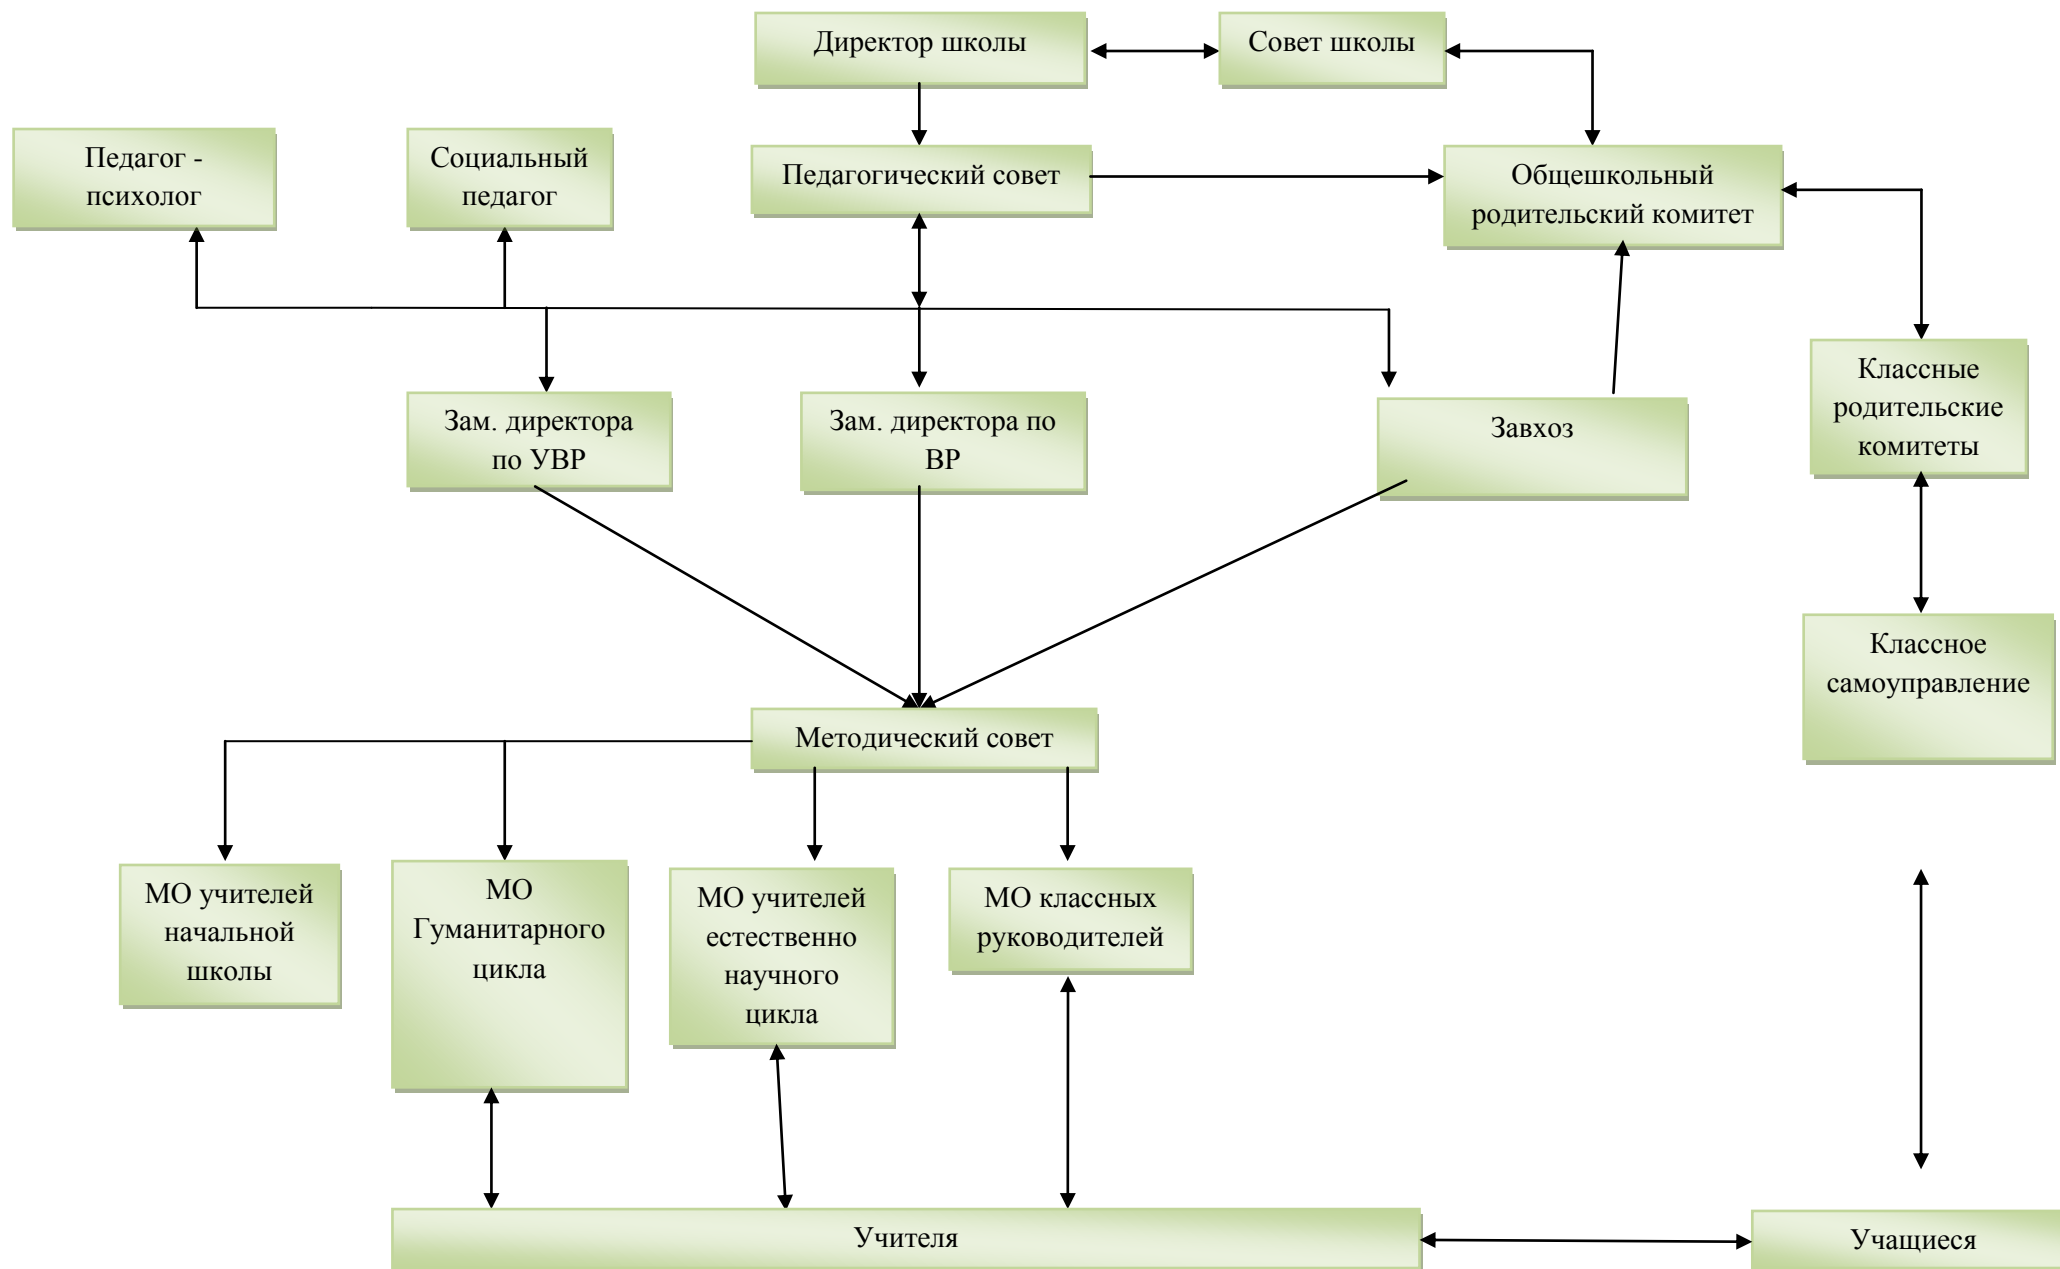 Директор школы
Совет школы
Педагог -
психолог
Социальный
педагог
Педагогический совет
Общешкольный
родительский комитет
Зам. директора
по УВР
Зам. директора по
ВР
Завхоз
Классные
родительские
комитеты
Классное
самоуправление
Методический совет
МО учителей
начальной
школы
МО
Гуманитарного
цикла
МО учителей
естественно
научного
цикла
МО классных
руководителей
Учителя
Учащиеся